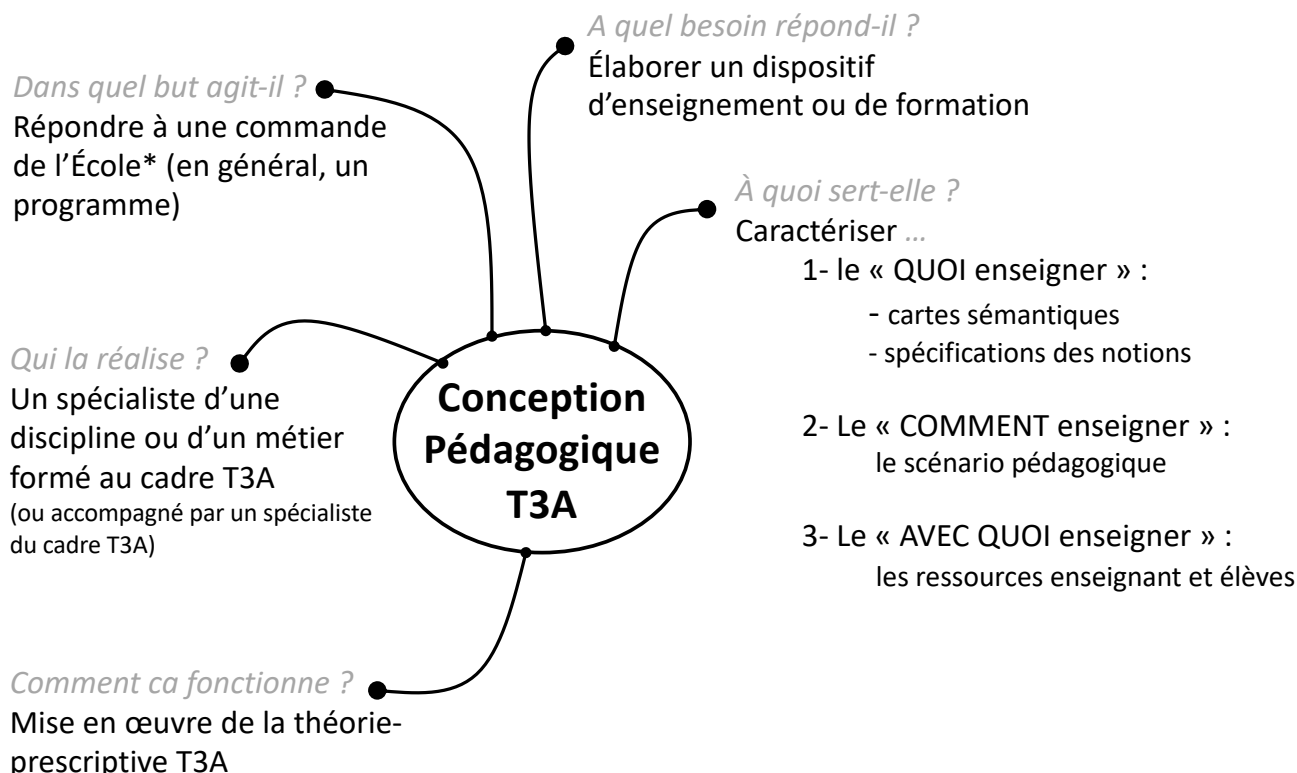 A quel besoin répond-il ?
Élaborer un dispositif
d'enseignement ou de formation
Dans quel but agit-il ?
Répondre à une commande
de l'École* (en général, un
programme)
À quoi sert-elle ?
Caractériser ...
1- le « QUOI enseigner » :
- cartes sémantiques
- spécifications des notions
2- Le « COMMENT enseigner » :
le scénario pédagogique
3- Le « AVEC QUOI enseigner » :
les ressources enseignant et élèves
Qui la réalise ?
Un spécialiste d'une
discipline ou d'un métier
formé au cadre T3A
(ou accompagné par un spécialiste
du cadre T3A)
Conception
Pédagogique
T3A
Comment ca fonctionne ?
Mise en œuvre de la théorie-
prescriptive T3A